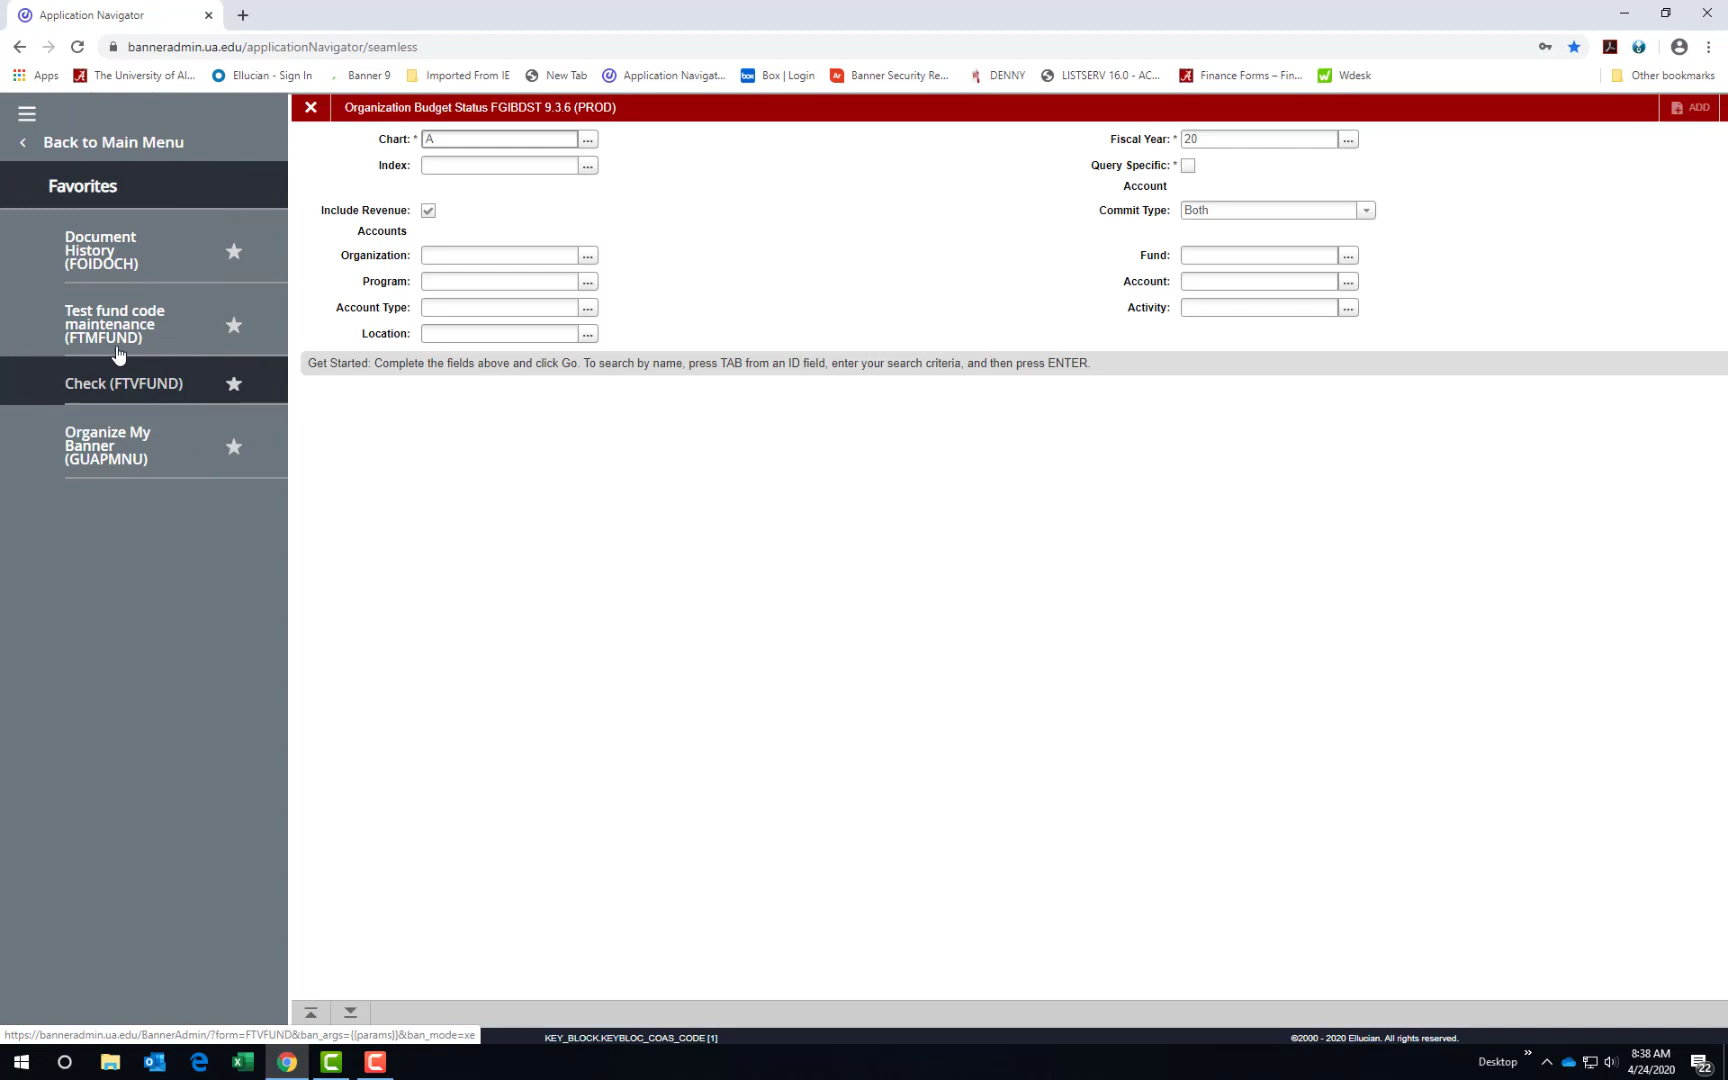 Application Navigator
banneradmin.ua.edu/applicationNavigator/seamless
Apps The University of Al... Ellucian - Sign In Banner 9 Imported From IE New Tab Application Navigat... box Box | Login Ar Banner Security Re... DENNY LISTSERV 16.0 - AC... Finance Forms – Fin... Wdesk Other bookmarks
Back to Main Menu
Favorites
Document
History
(FOIDOCH)
Test fund code
maintenance
(FTMFUND)
Check (FTVFUND)
Organize My
Banner
(GUAPMNU)
Organization Budget Status FGIBDST 9.3.6 (PROD) ADD
Chart: * A ... Fiscal Year: * 20 ...
Index: ... Query Specific: *
Account
Include Revenue: Commit Type: Both
Accounts
Organization: ... Fund: ...
Program: ... Account: ...
Account Type: ... Activity: ...
Location: ...
Get Started: Complete the fields above and click Go. To search by name, press TAB from an ID field, enter your search criteria, and then press ENTER.
https://banneradmin.ua.edu/BannerAdmin/?form=FTVFUND&ban_args={{params}}&ban_mode=xe
KEY_BLOCK.KEYBLOC_COAS_CODE [1] ©2000 - 2020 Ellucian. All rights reserved.
Desktop 8:38 AM
4/24/2020
22